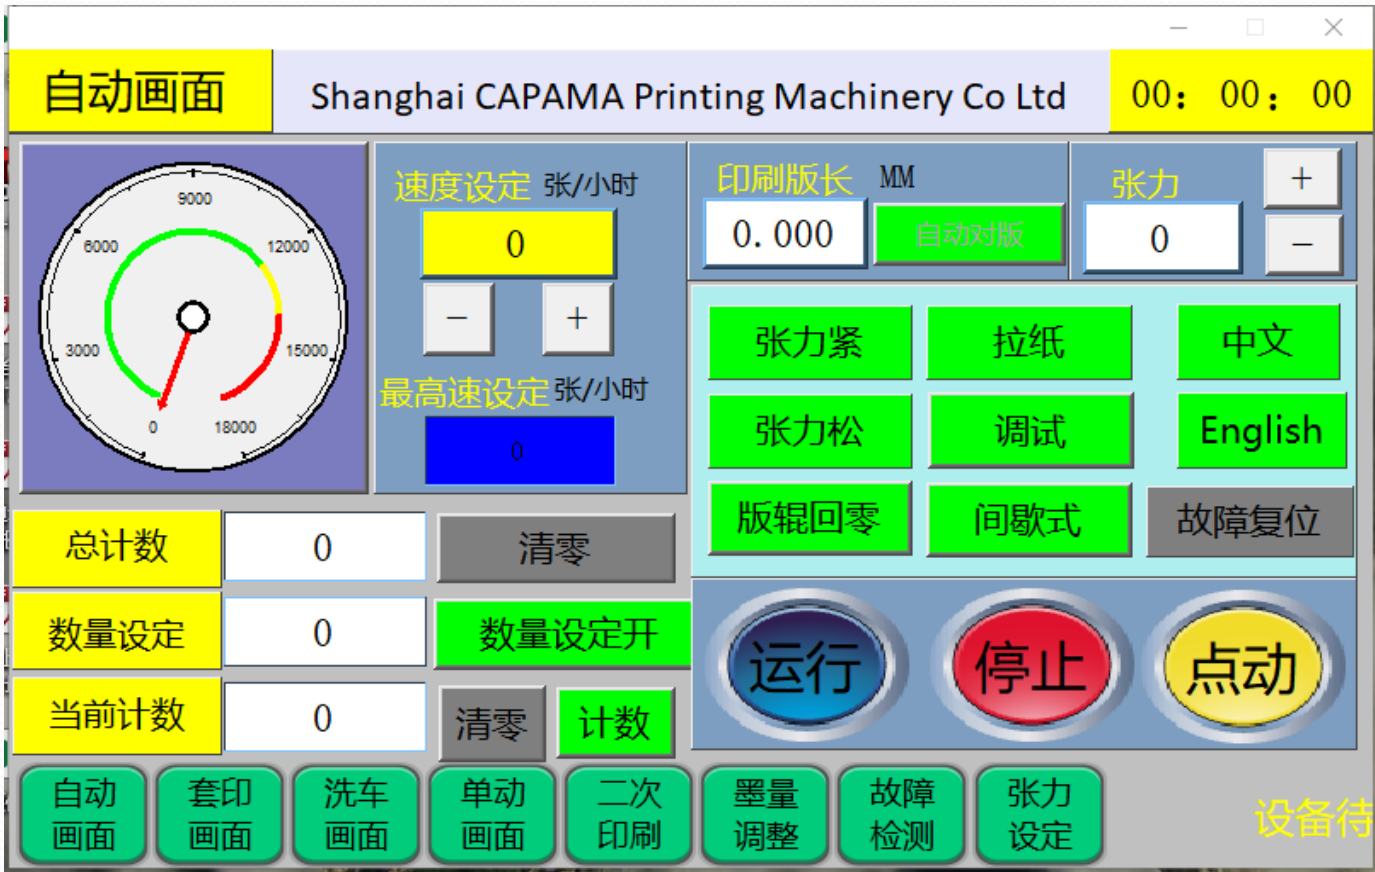 自动画面
Shanghai CAPAMA Printing Machinery Co Ltd
00: 00: 00
9000
6000
12000
3000
15000
0
18000
速度设定 张/小时
0
− +
最高速设定 张/小时
0
印刷版长 MM
0.000
自动对版
张力
0
+
−
张力紧 拉纸 中文
张力松 调试 English
版辊回零 间歇式 故障复位
总计数 0 清零
数量设定 0 数量设定开
当前计数 0 清零 计数
运行 停止 点动
自动画面
套印画面
洗车画面
单动画面
二次印刷
墨量调整
故障检测
张力设定
设备待